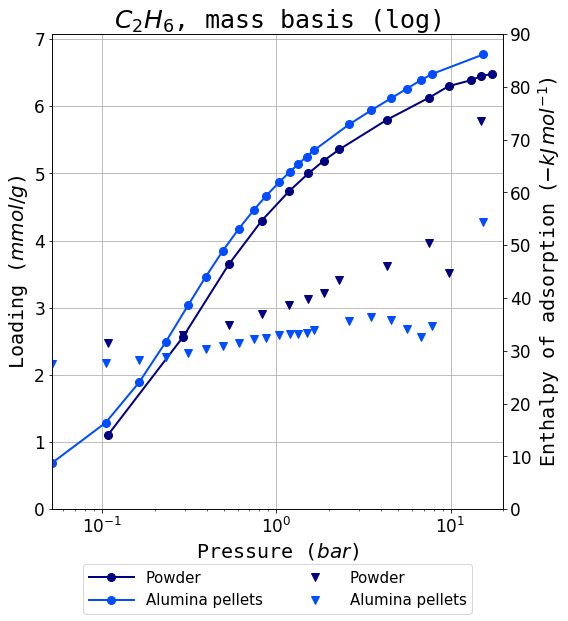 C₂H₆, mass basis (log)
Loading (mmol/g)
7
6
5
4
3
2
1
0
90
80
70
60
50
40
30
20
10
0
Enthalpy of adsorption (−kJ mol⁻¹)
10⁻¹ 10⁰ 10¹
Pressure (bar)
Powder Powder
Alumina pellets Alumina pellets